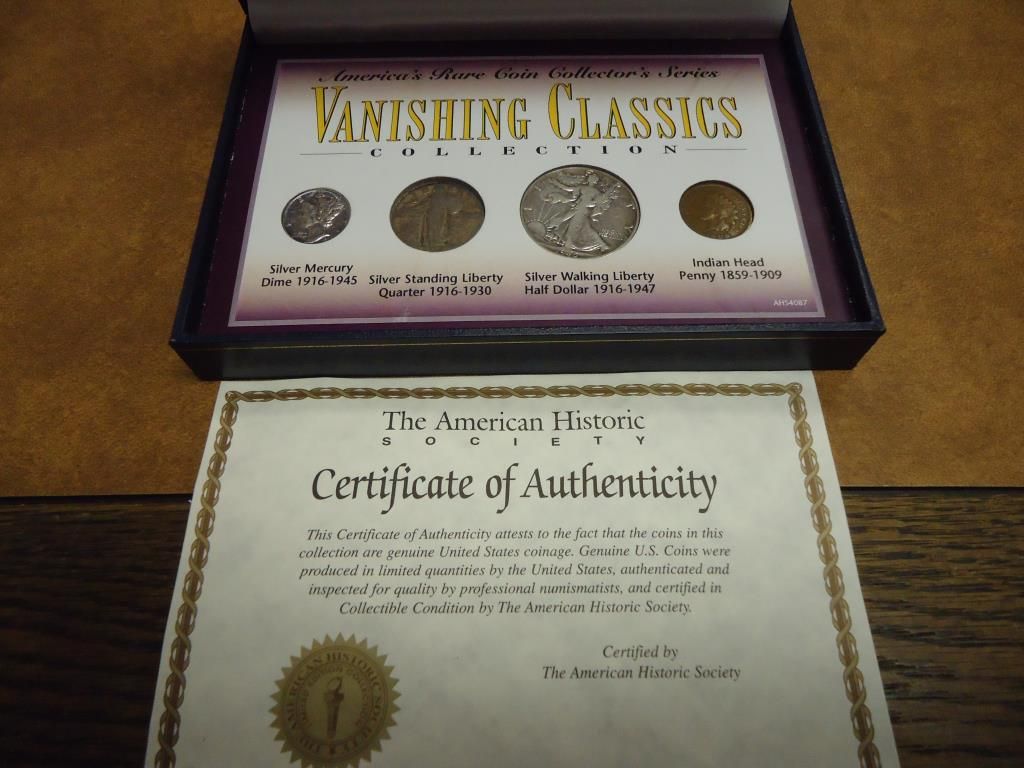 America's Rare Coin Collector's Series
VANISHING CLASSICS
COLLECTION
Silver Mercury
Dime 1916-1945
Silver Standing Liberty
Quarter 1916-1930
Silver Walking Liberty
Half Dollar 1916-1947
Indian Head
Penny 1859-1909
AHS4087
The American Historic
SOCIETY
Certificate of Authenticity
This Certificate of Authenticity attests to the fact that the coins in this
collection are genuine United States coinage. Genuine U.S. Coins were
produced in limited quantities by the United States, authenticated and
inspected for quality by professional numismatists, and certified in
Collectible Condition by The American Historic Society.
Certified by
The American Historic Society
THE AMERICAN HISTORIC SOCIETY